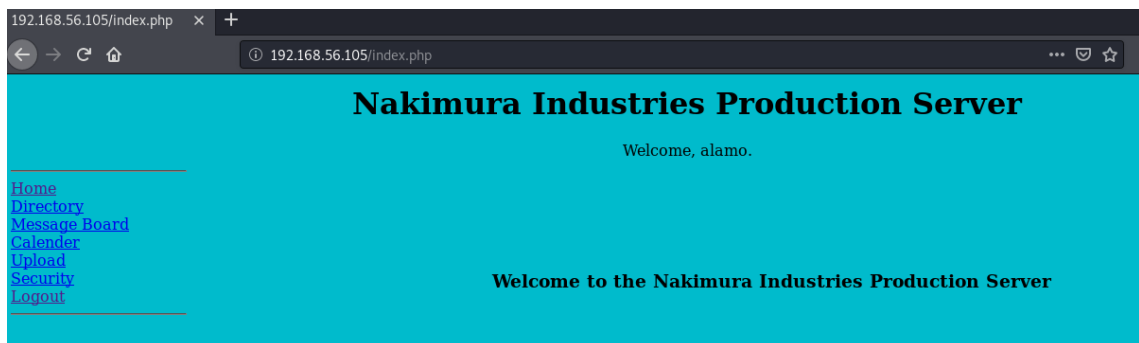 192.168.56.105/index.php
192.168.56.105/index.php
Nakimura Industries Production Server
Welcome, alamo.
Home
Directory
Message Board
Calender
Upload
Security
Logout
Welcome to the Nakimura Industries Production Server